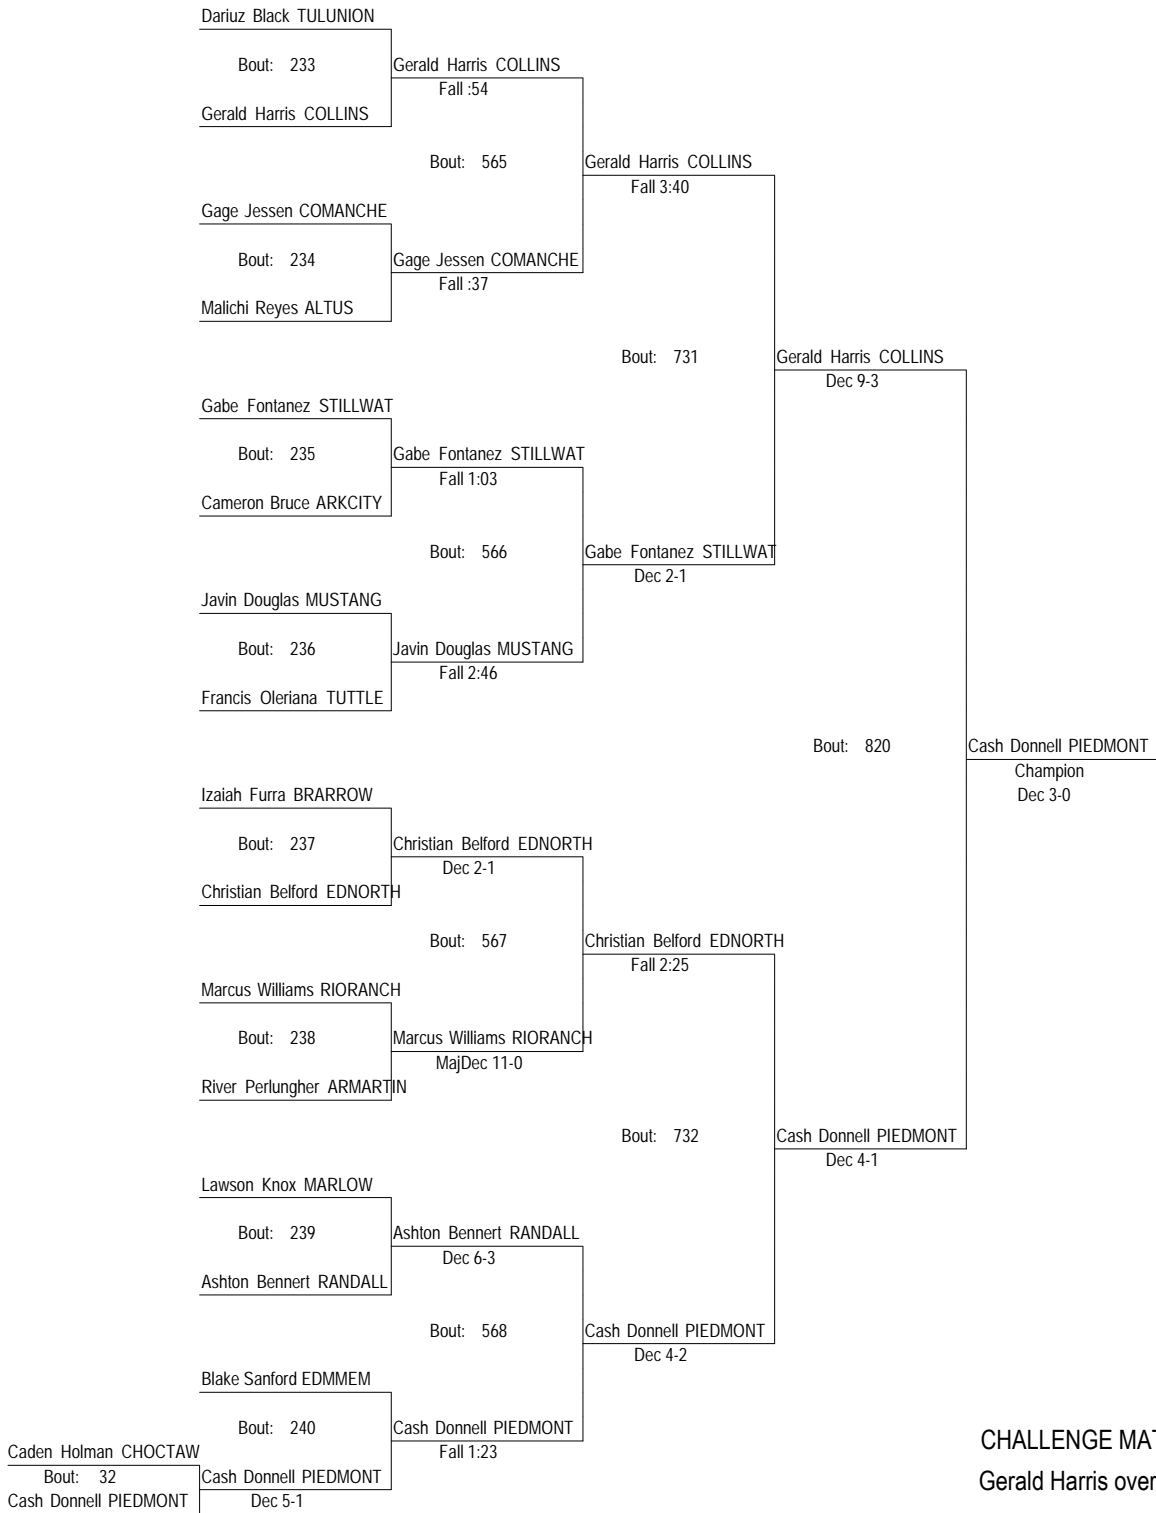 Dariuz Black TULUNION
Bout: 233
Gerald Harris COLLINS
Fall :54
Gerald Harris COLLINS
Bout: 565
Gerald Harris COLLINS
Fall 3:40
Gage Jessen COMANCHE
Bout: 234
Gage Jessen COMANCHE
Fall :37
Malichi Reyes ALTUS
Bout: 731
Gerald Harris COLLINS
Dec 9-3
Gabe Fontanez STILLWAT
Bout: 235
Gabe Fontanez STILLWAT
Fall 1:03
Cameron Bruce ARKCITY
Bout: 566
Gabe Fontanez STILLWAT
Dec 2-1
Javin Douglas MUSTANG
Bout: 236
Javin Douglas MUSTANG
Fall 2:46
Francis Oleriana TUTTLE
Bout: 820
Cash Donnell PIEDMONT
Champion
Dec 3-0
Izaiah Furra BRARROW
Bout: 237
Christian Belford EDNORTH
Dec 2-1
Christian Belford EDNORTH
Bout: 567
Christian Belford EDNORTH
Fall 2:25
Marcus Williams RIORANCH
Bout: 238
Marcus Williams RIORANCH
MajDec 11-0
River Perlungher ARMARTIN
Bout: 732
Cash Donnell PIEDMONT
Dec 4-1
Lawson Knox MARLOW
Bout: 239
Ashton Bennert RANDALL
Dec 6-3
Ashton Bennert RANDALL
Bout: 568
Cash Donnell PIEDMONT
Dec 4-2
Blake Sanford EDMMEM
Bout: 240
Cash Donnell PIEDMONT
Fall 1:23
Caden Holman CHOCTAW
Bout: 32
Cash Donnell PIEDMONT
Cash Donnell PIEDMONT
Dec 5-1
CHALLENGE MAT
Gerald Harris over